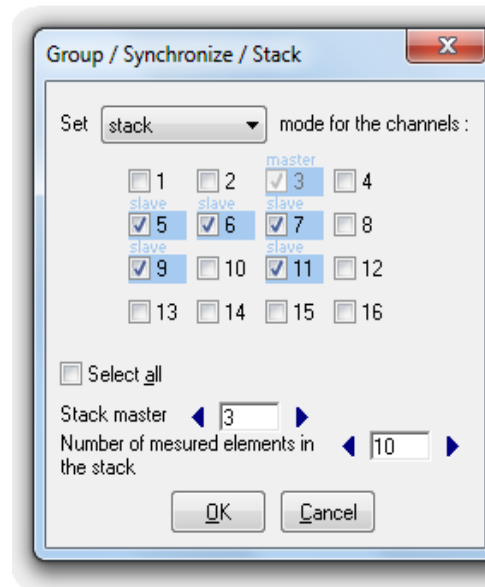 Group / Synchronize / Stack
Set stack mode for the channels :
master
1 2 3 4
slave slave slave
5 6 7 8
slave slave
9 10 11 12
13 14 15 16
Select all
Stack master 3
Number of mesured elements in 10
the stack
OK Cancel